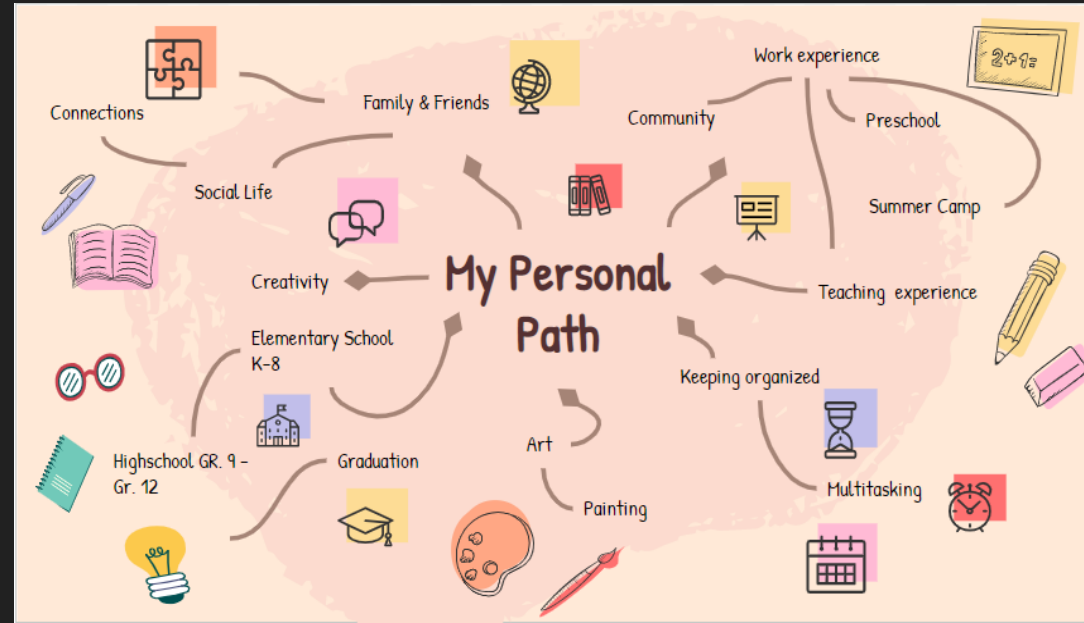 Work experience
2+1=
Family & Friends
Connections
Community
Preschool
Social Life
Summer Camp
Creativity
My Personal
Path
Teaching experience
Elementary School
K-8
Keeping organized
Art
Highschool GR. 9 -
Gr. 12
Graduation
Multitasking
Painting